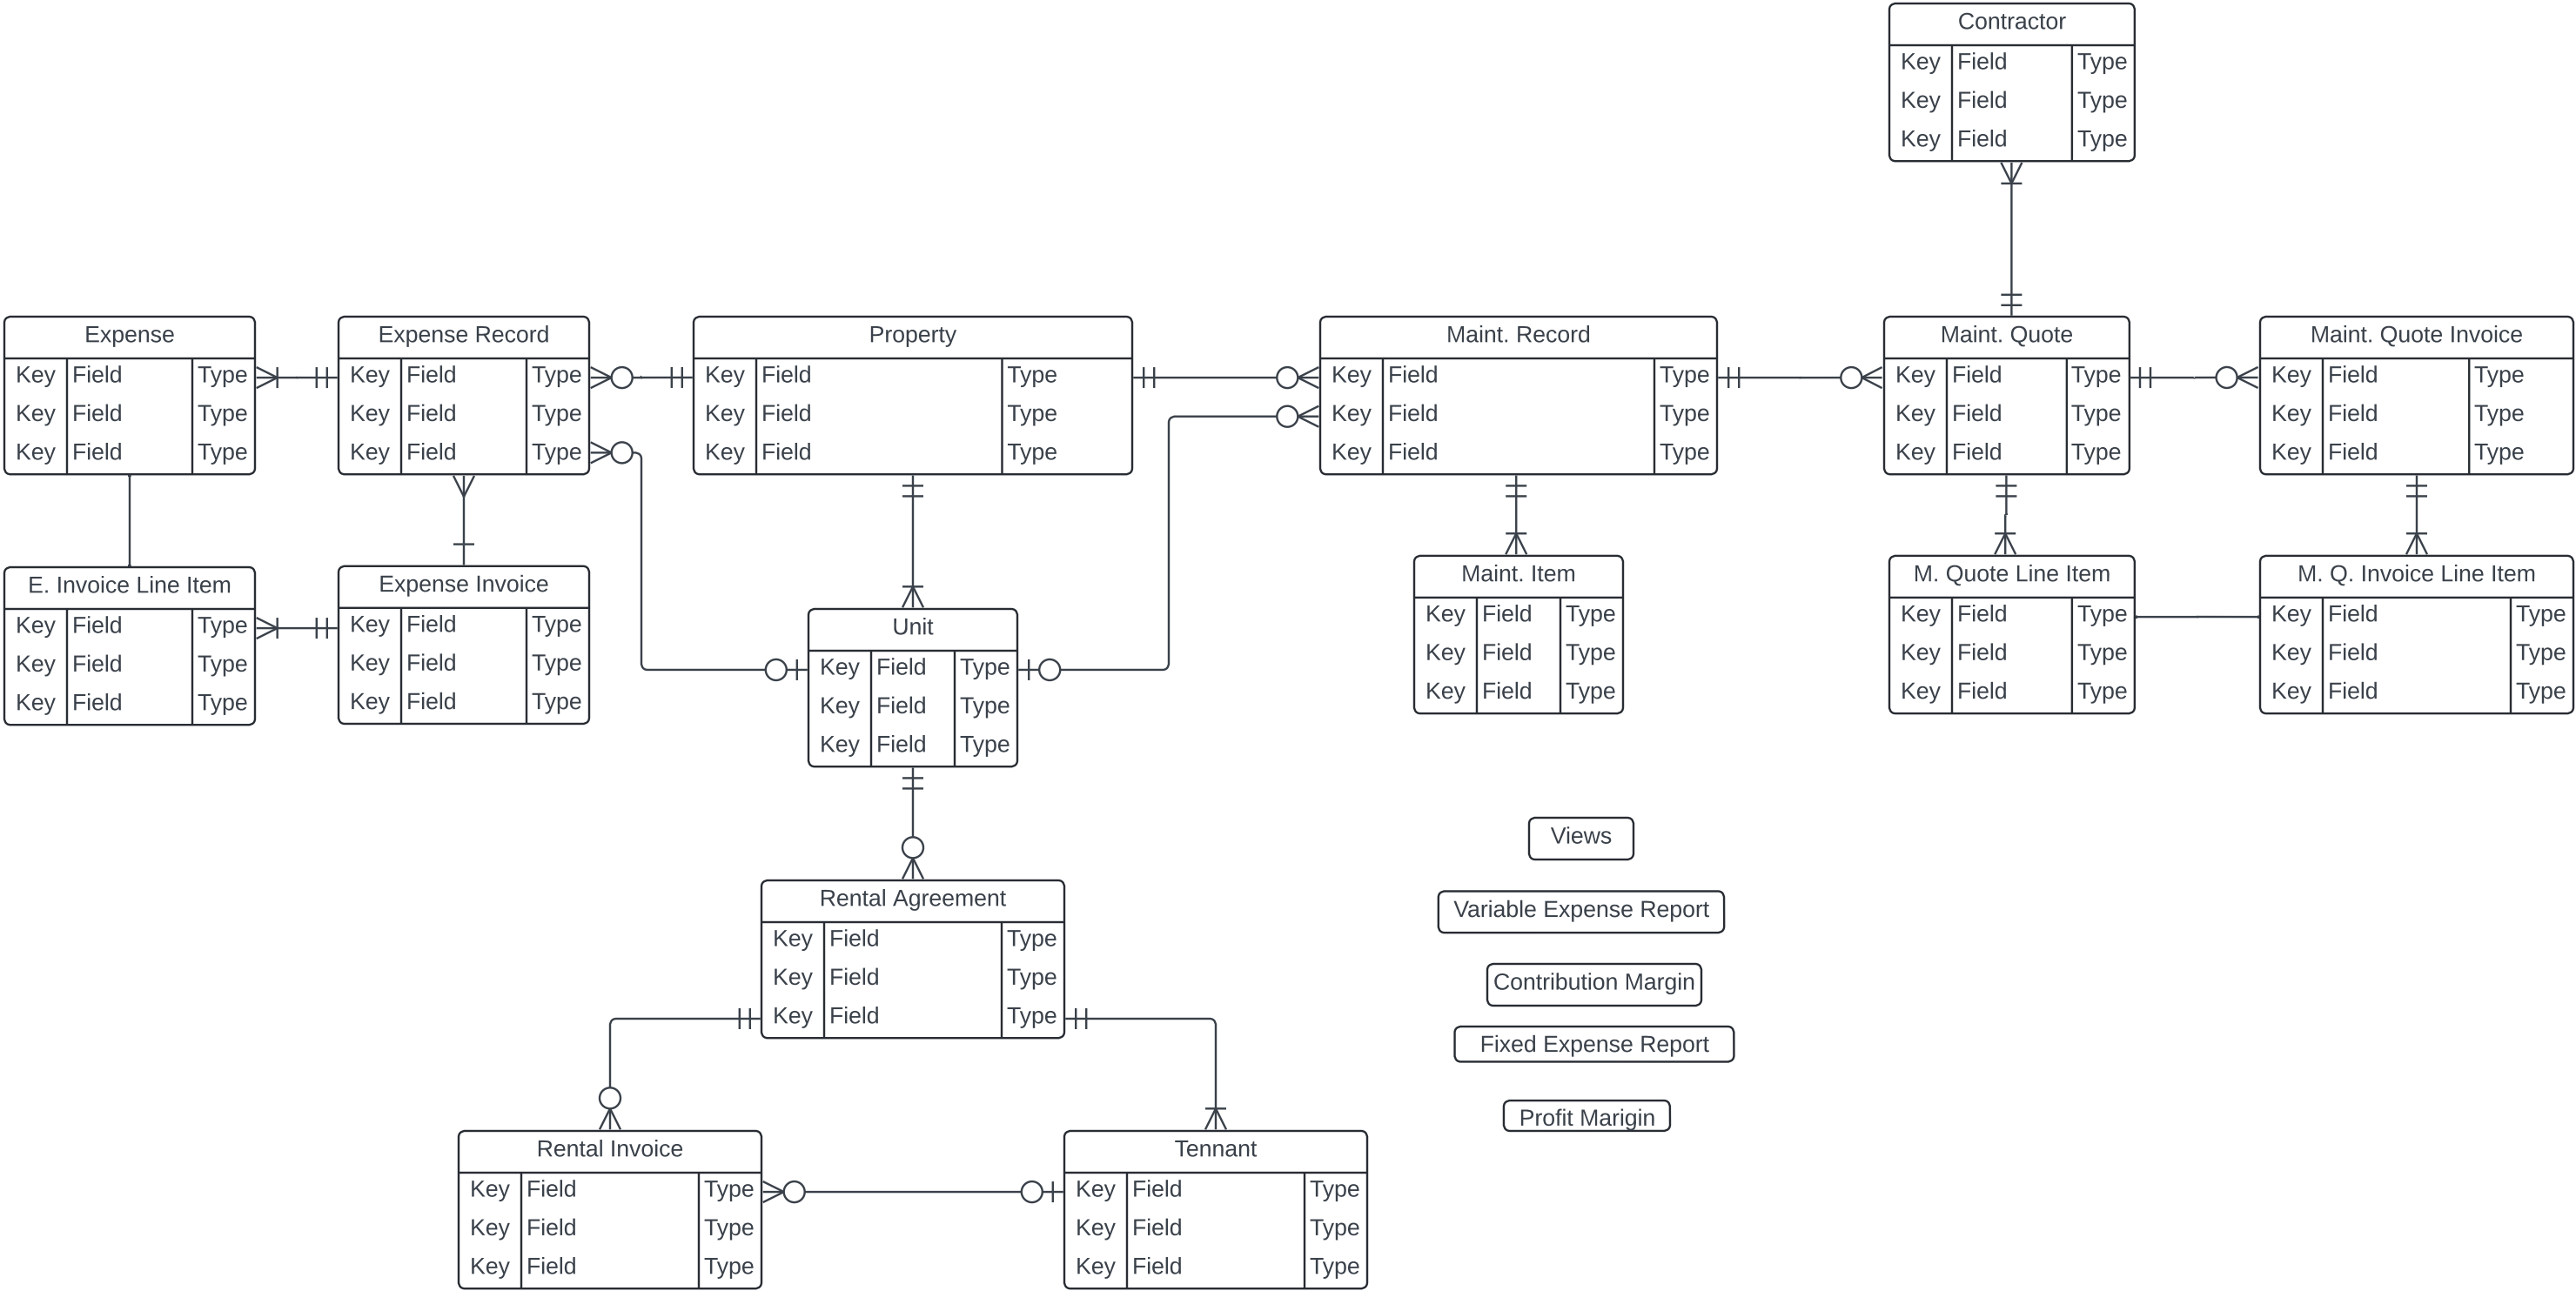 Contractor
Key Field Type
Key Field Type
Key Field Type
Expense
Key Field Type
Key Field Type
Key Field Type
Expense Record
Key Field Type
Key Field Type
Key Field Type
Property
Key Field Type
Key Field Type
Key Field Type
Maint. Record
Key Field Type
Key Field Type
Key Field Type
Maint. Quote
Key Field Type
Key Field Type
Key Field Type
Maint. Quote Invoice
Key Field Type
Key Field Type
Key Field Type
E. Invoice Line Item
Key Field Type
Key Field Type
Key Field Type
Expense Invoice
Key Field Type
Key Field Type
Key Field Type
Unit
Key Field Type
Key Field Type
Key Field Type
Maint. Item
Key Field Type
Key Field Type
Key Field Type
M. Quote Line Item
Key Field Type
Key Field Type
Key Field Type
M. Q. Invoice Line Item
Key Field Type
Key Field Type
Key Field Type
Rental Agreement
Key Field Type
Key Field Type
Key Field Type
Views
Variable Expense Report
Contribution Margin
Fixed Expense Report
Profit Marigin
Rental Invoice
Key Field Type
Key Field Type
Key Field Type
Tennant
Key Field Type
Key Field Type
Key Field Type